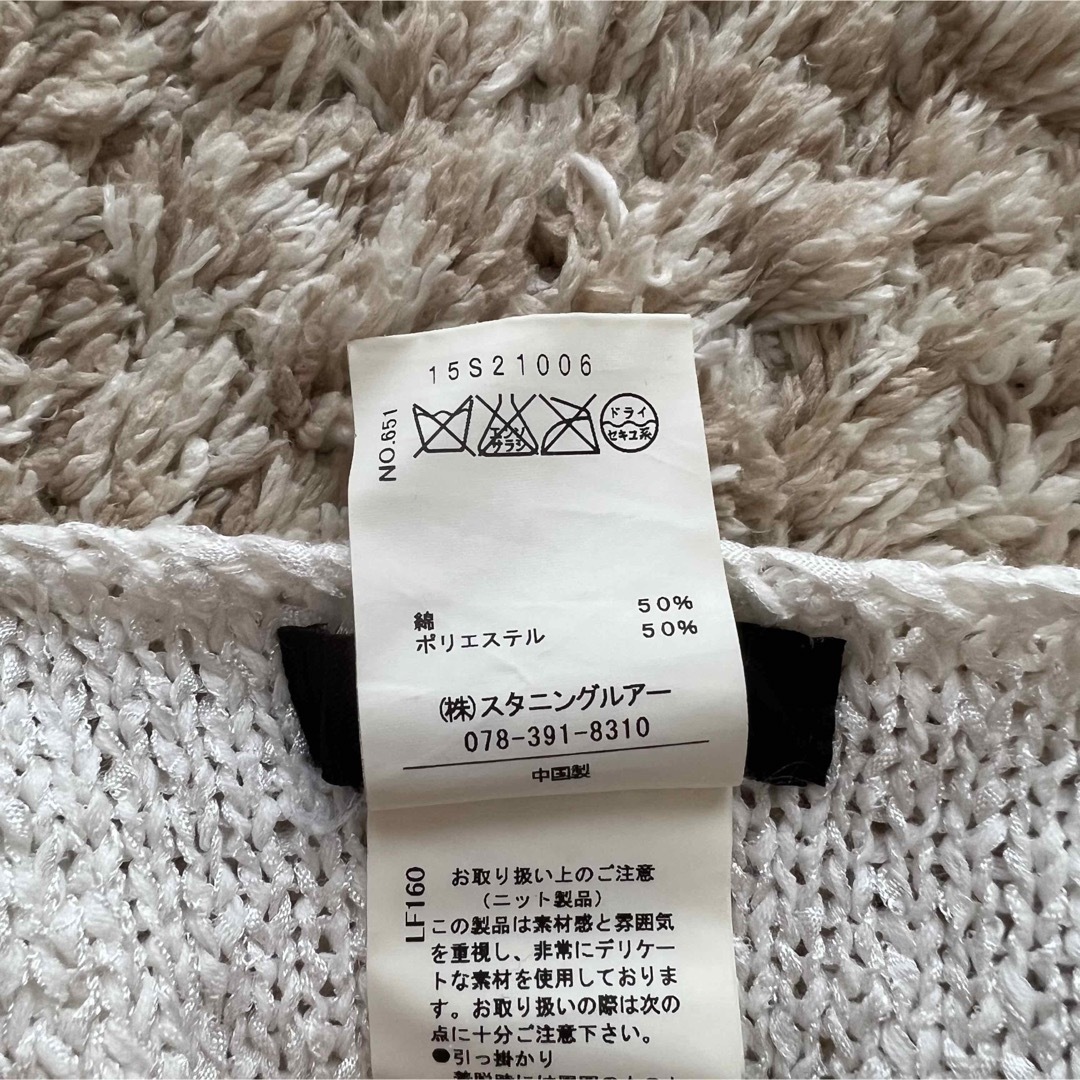 15S21006
NO.651
エンソ
サラシ
ドライ
セキユ系
綿 50%
ポリエステル 50%
(株)スタニングルアー
078-391-8310
中国製
LF160
お取り扱い上のご注意
(ニット製品)
この製品は素材感と雰囲気
を重視し、非常にデリケー
トな素材を使用しておりま
す。お取り扱いの際は次の
点に十分ご注意下さい。
●引っ掛かり